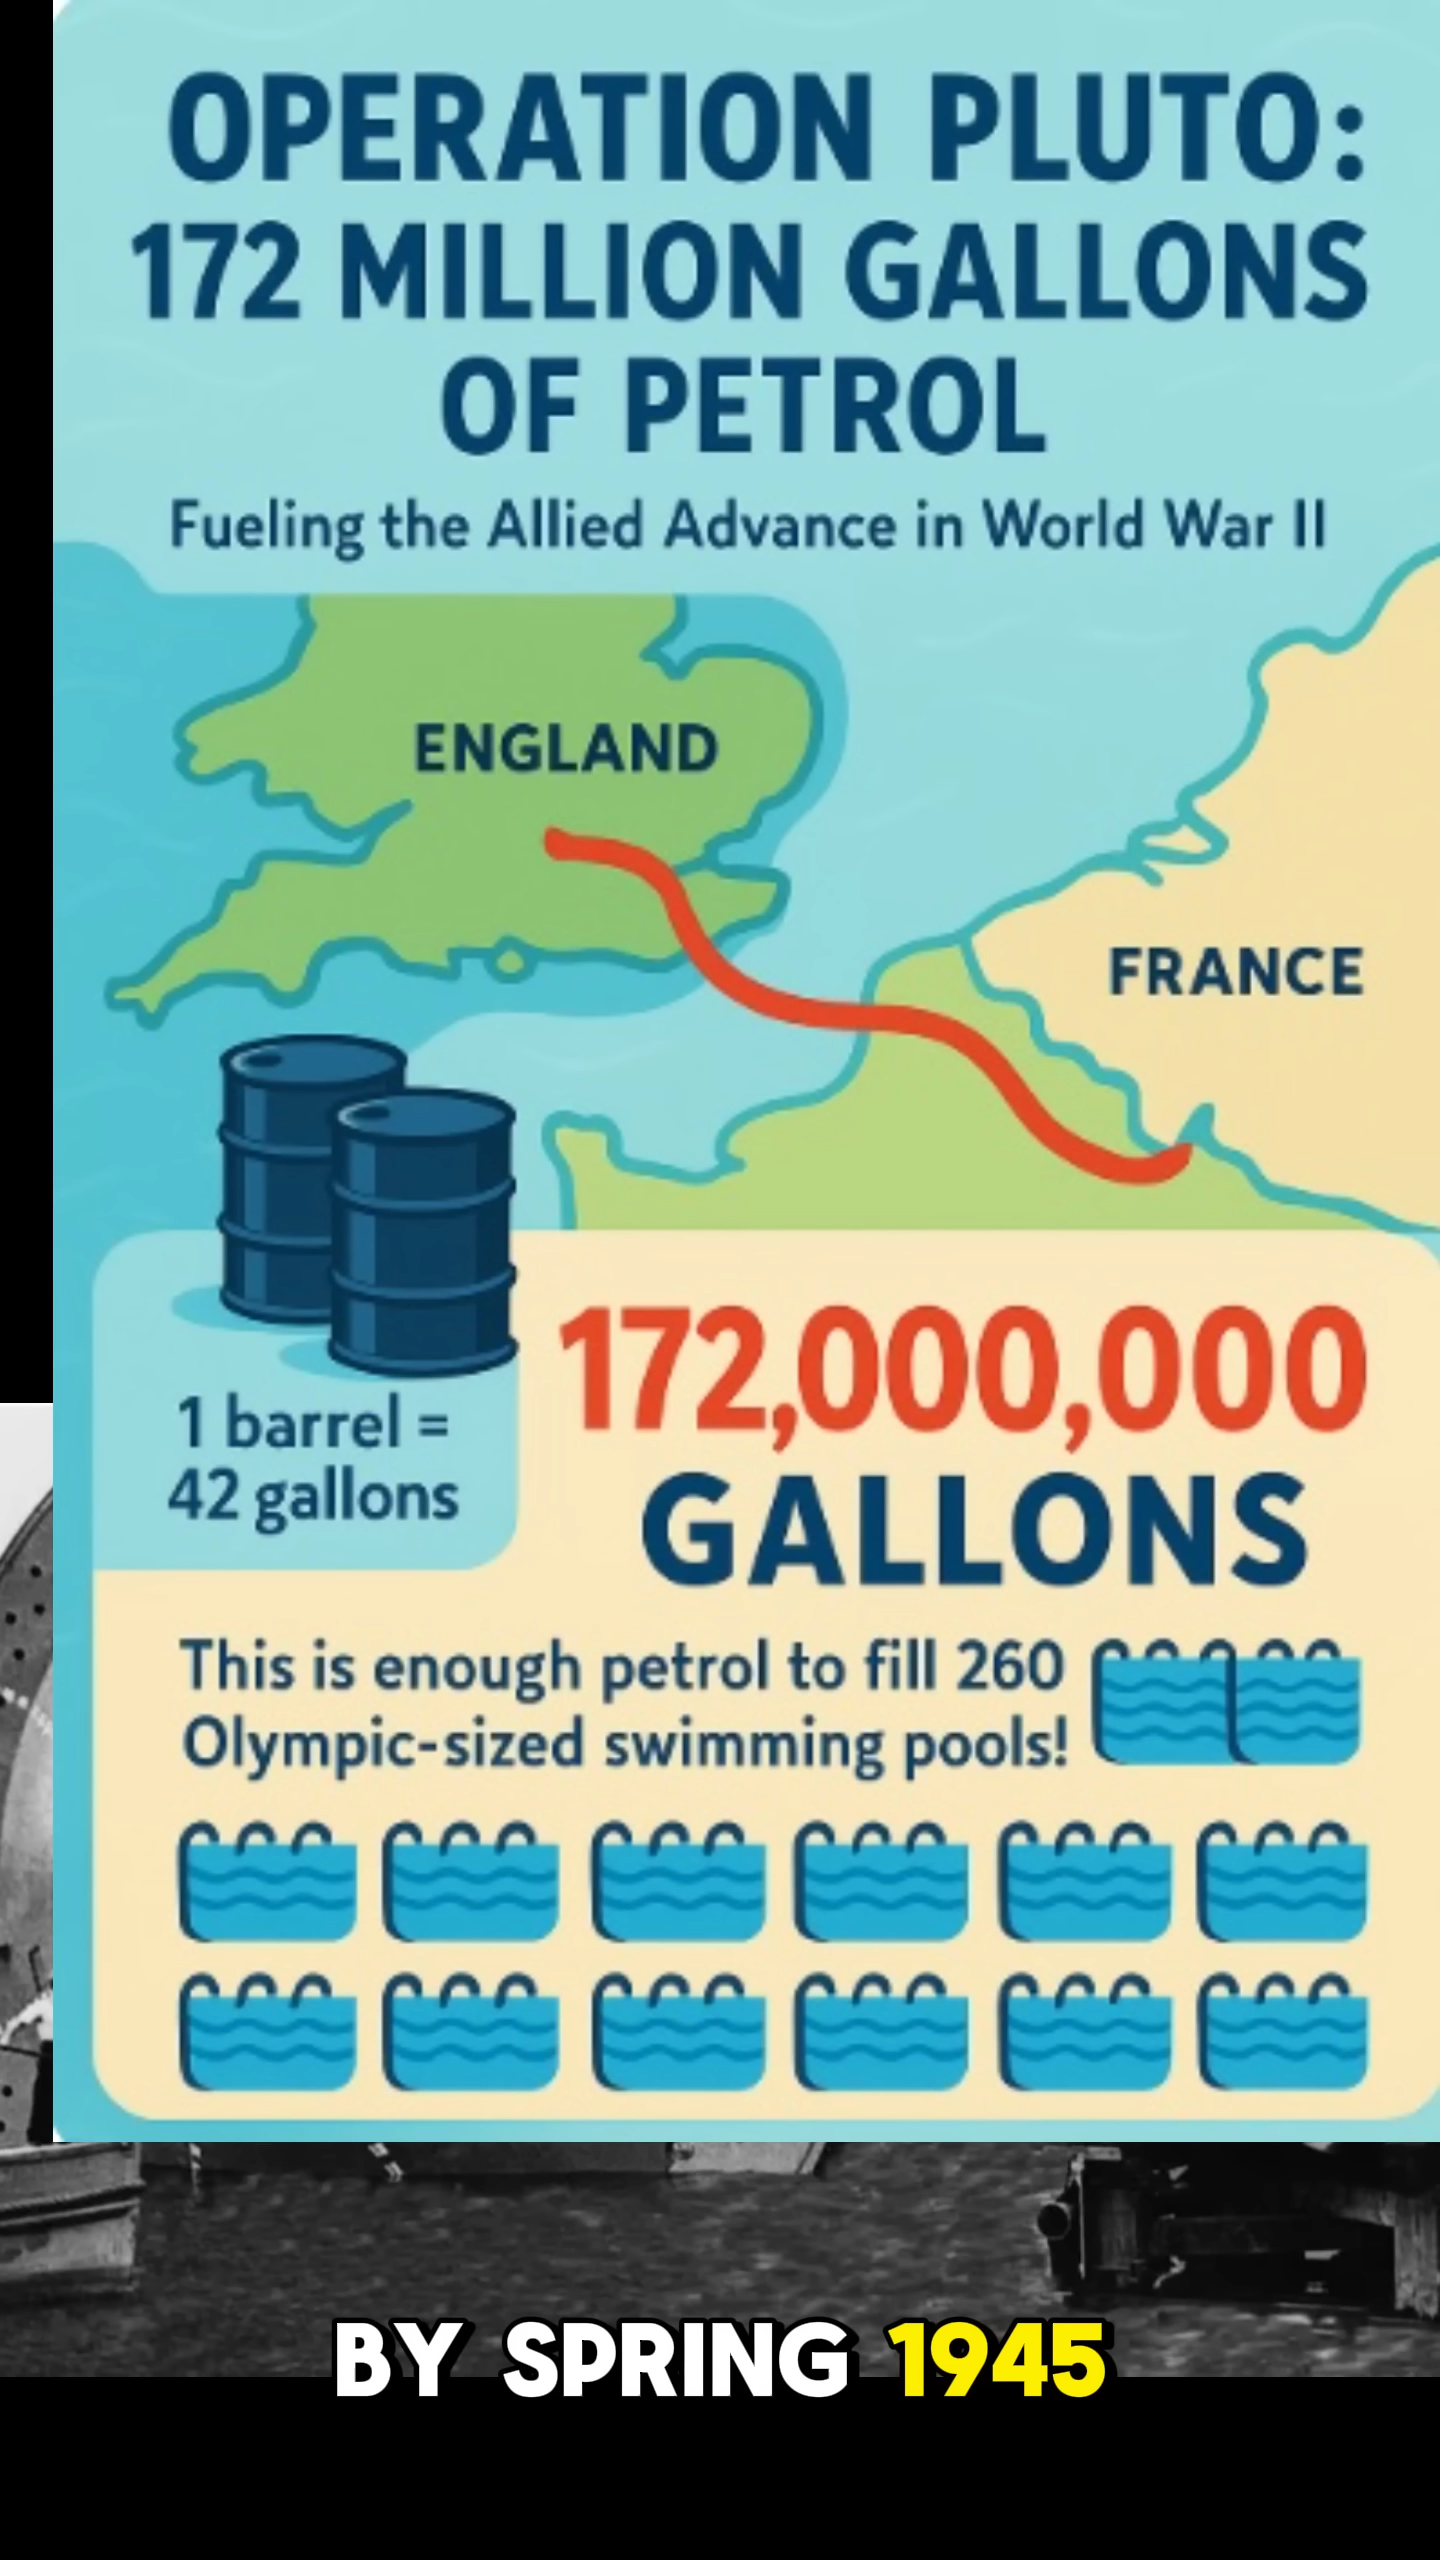 OPERATION PLUTO:
172 MILLION GALLONS
OF PETROL
Fueling the Allied Advance in World War II
ENGLAND
FRANCE
1 barrel =
42 gallons
172,000,000
GALLONS
This is enough petrol to fill 260
Olympic-sized swimming pools!
BY SPRING 1945